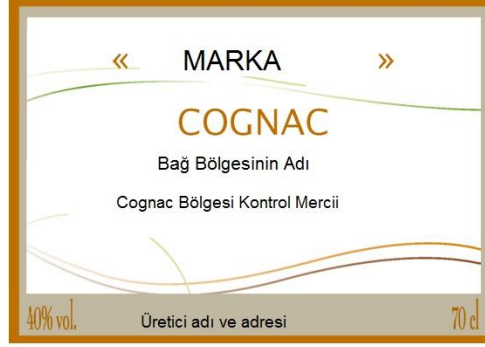 « MARKA »
COGNAC
Bağ Bölgesinin Adı
Cognac Bölgesi Kontrol Mercii
40% vol. Üretici adı ve adresi 70 cl